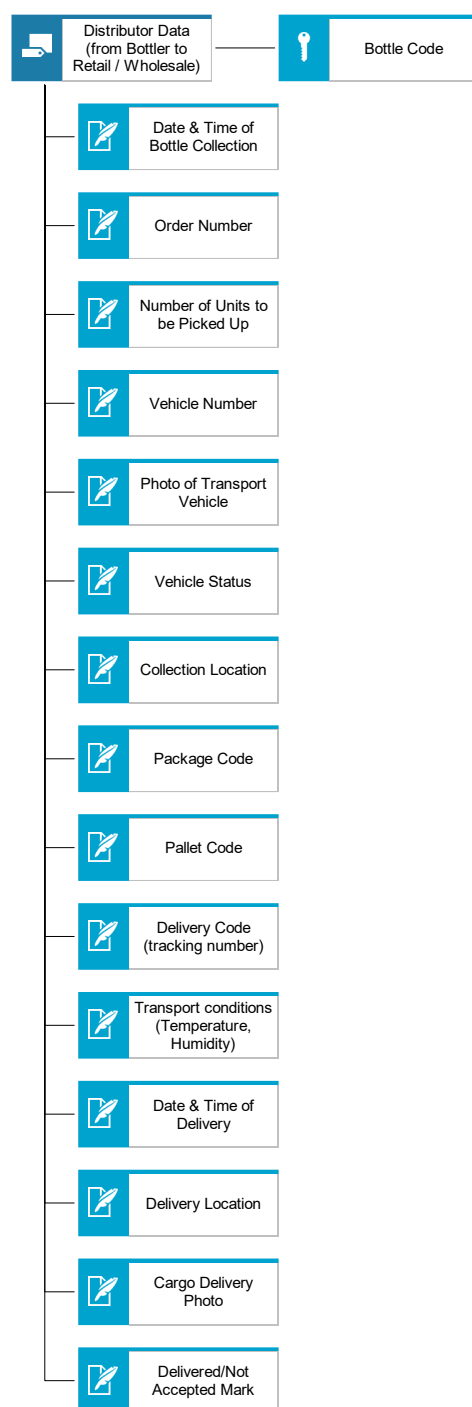 Distributor Data
(from Bottler to
Retail / Wholesale)
Bottle Code
Date & Time of
Bottle Collection
Order Number
Number of Units to
be Picked Up
Vehicle Number
Photo of Transport
Vehicle
Vehicle Status
Collection Location
Package Code
Pallet Code
Delivery Code
(tracking number)
Transport conditions
(Temperature,
Humidity)
Date & Time of
Delivery
Delivery Location
Cargo Delivery
Photo
Delivered/Not
Accepted Mark